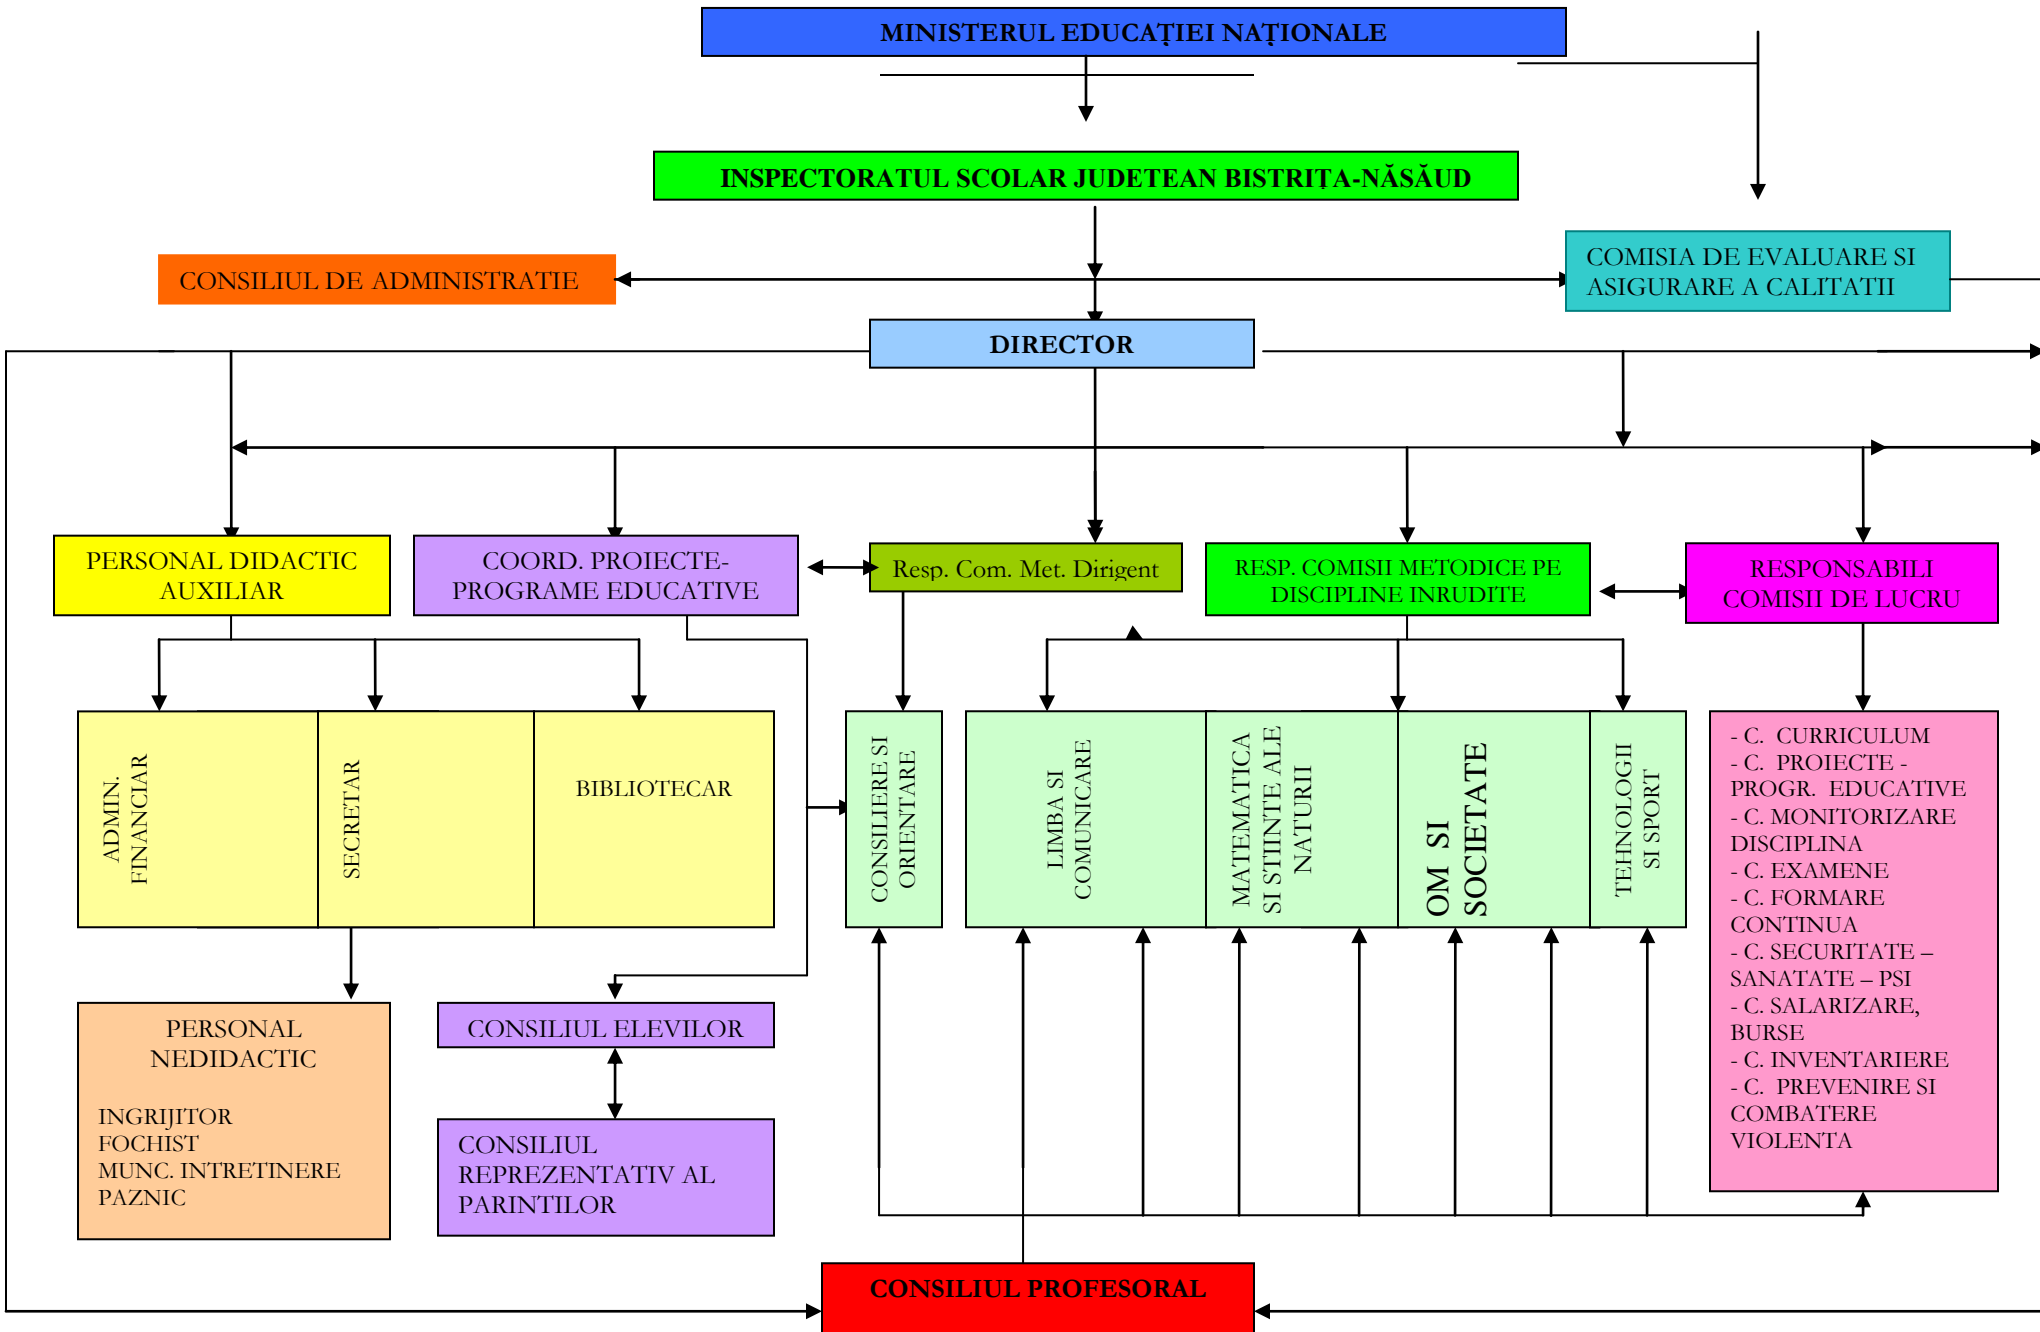 MINISTERUL EDUCAȚIEI NAȚIONALE
INSPECTORATUL SCOLAR JUDETEAN BISTRIȚA-NĂSĂUD
CONSILIUL DE ADMINISTRATIE
COMISIA DE EVALUARE SI
ASIGURARE A CALITATII
DIRECTOR
PERSONAL DIDACTIC
AUXILIAR
COORD. PROIECTE-
PROGRAME EDUCATIVE
Resp. Com. Met. Dirigent
RESP. COMISII METODICE PE
DISCIPLINE INRUDITE
RESPONSABILI
COMISII DE LUCRU
ADMIN.
FINANCIAR
SECRETAR
BIBLIOTECAR
CONSILIERE SI
ORIENTARE
LIMBA SI
COMUNICARE
MATEMATICA
SI STIINTE ALE
NATURII
OM SI
SOCIETATE
TEHNOLOGII
SI SPORT
- C. CURRICULUM
- C. PROIECTE -
PROGR. EDUCATIVE
- C. MONITORIZARE
DISCIPLINA
- C. EXAMENE
- C. FORMARE
CONTINUA
- C. SECURITATE –
SANATATE – PSI
- C. SALARIZARE,
BURSE
- C. INVENTARIERE
- C. PREVENIRE SI
COMBATERE
VIOLENTA
PERSONAL
NEDIDACTIC
INGRIJITOR
FOCHIST
MUNC. INTRETINERE
PAZNIC
CONSILIUL ELEVILOR
CONSILIUL
REPREZENTATIV AL
PARINTILOR
CONSILIUL PROFESORAL